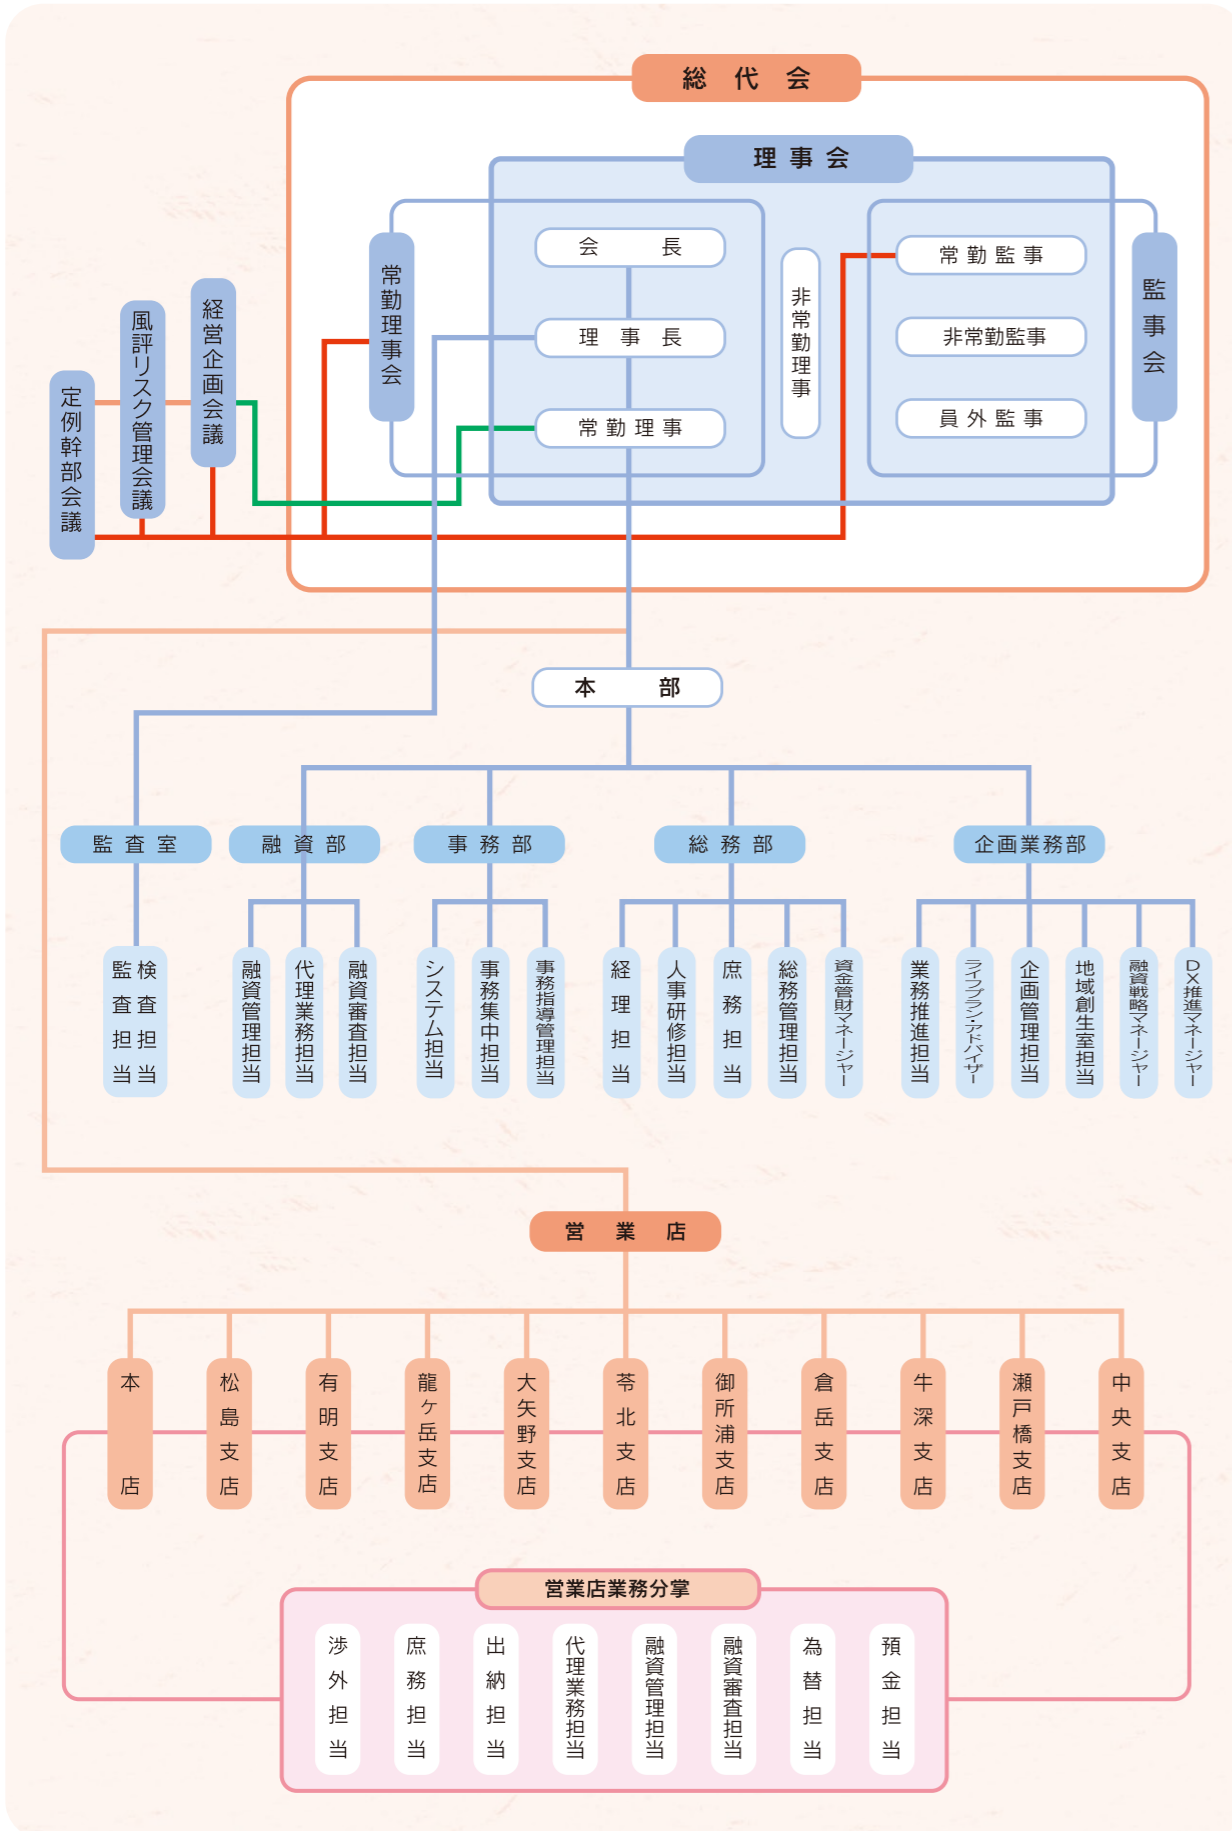 総代会
理事会
会長
理事長
常勤理事
常勤理事会
非常勤理事
常勤監事
非常勤監事
員外監事
監事会
経営企画会議
風評リスク管理会議
定例幹部会議
本部
監査室
融資部
事務部
総務部
企画業務部
検査担当
監査担当
融資管理担当
代理業務担当
融資審査担当
システム担当
事務集中担当
事務指導管理担当
経理担当
人事研修担当
庶務担当
総務管理担当
資金管財マネージャー
業務推進担当
ライフプラン・アドバイザー
企画管理担当
地域創生室担当
融資戦略マネージャー
DX推進マネージャー
営業店
本店
松島支店
有明支店
龍ヶ岳支店
大矢野支店
苓北支店
御所浦支店
倉岳支店
牛深支店
瀬戸橋支店
中央支店
営業店業務分掌
渉外担当
庶務担当
出納担当
代理業務担当
融資管理担当
融資審査担当
為替担当
預金担当